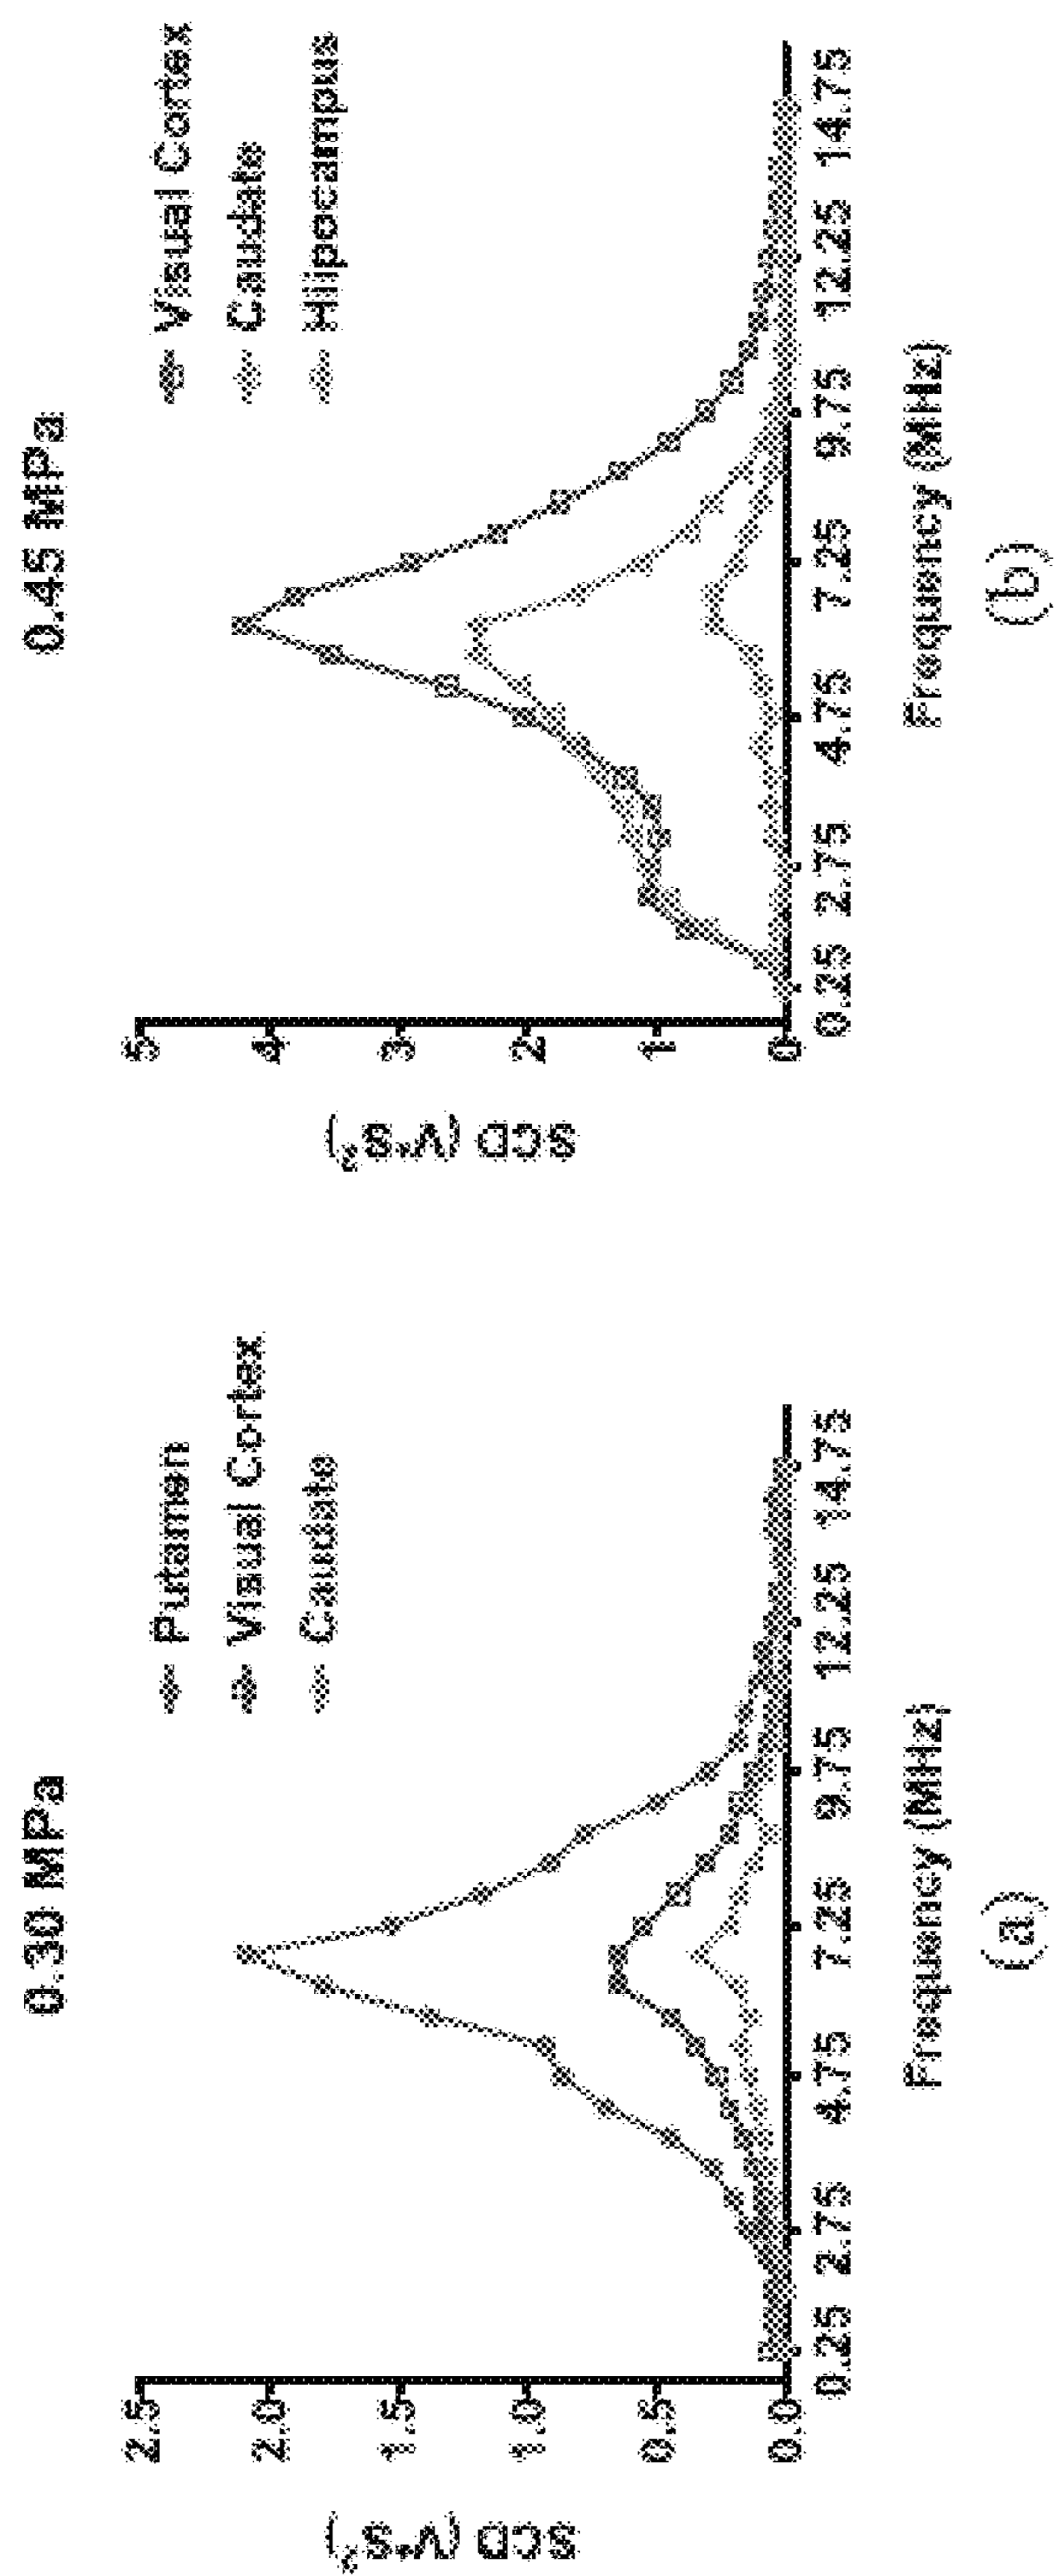 0.30 MPa
Putamen
Visual Cortex
Caudate
SCD (V*S²)
2.5
2.0
1.5
1.0
0.5
0.0
0.25 2.75 4.75 7.25 9.75 12.25 14.75
Frequency (MHz)
(a)
0.45 MPa
Visual Cortex
Caudate
Hiipocampus
SCD (V*S²)
5
4
3
2
1
0
0.25 2.75 4.75 7.25 9.75 12.25 14.75
Frequency (MHz)
(b)